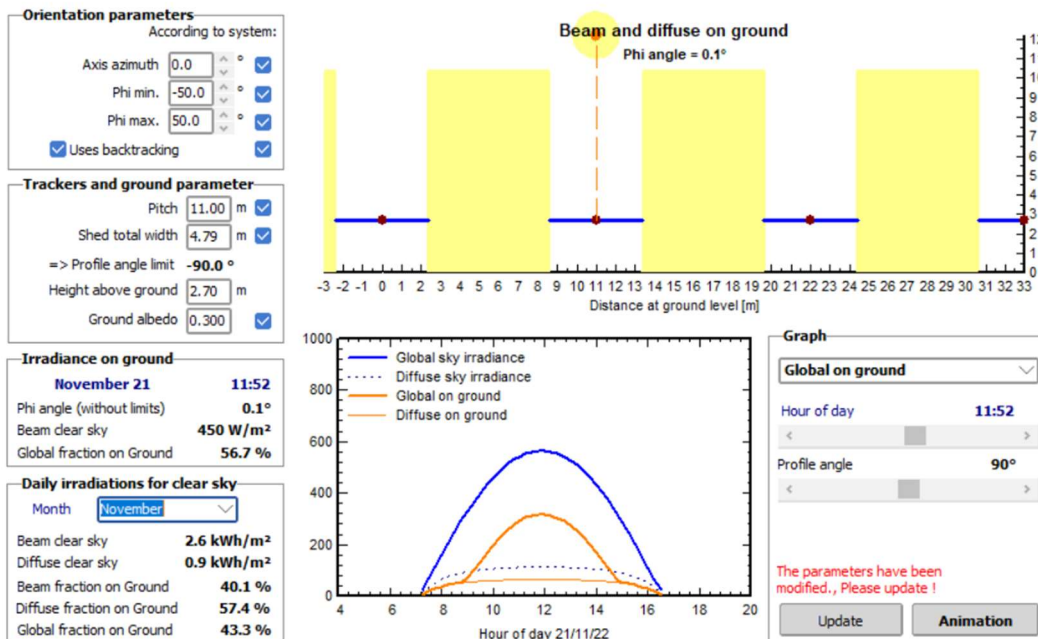 Orientation parameters
According to system:
Axis azimuth 0.0 °
Phi min. -50.0 °
Phi max. 50.0 °
Uses backtracking
Trackers and ground parameter
Pitch 11.00 m
Shed total width 4.79 m
=> Profile angle limit -90.0 °
Height above ground 2.70 m
Ground albedo 0.300
Irradiance on ground
November 21 11:52
Phi angle (without limits) 0.1°
Beam clear sky 450 W/m²
Global fraction on Ground 56.7 %
Daily irradiations for clear sky
Month November
Beam clear sky 2.6 kWh/m²
Diffuse clear sky 0.9 kWh/m²
Beam fraction on Ground 40.1 %
Diffuse fraction on Ground 57.4 %
Global fraction on Ground 43.3 %
Beam and diffuse on ground
Phi angle = 0.1°
12
11
10
9
8
7
6
5
4
3
2
1
0
-3 -2 -1 0 1 2 3 4 5 6 7 8 9 10 11 12 13 14 15 16 17 18 19 20 21 22 23 24 25 26 27 28 29 30 31 32 33
Distance at ground level [m]
1000
800
600
400
200
0
Global sky irradiance
Diffuse sky irradiance
Global on ground
Diffuse on ground
4 6 8 10 12 14 16 18 20
Hour of day 21/11/22
Graph
Global on ground
Hour of day 11:52
Profile angle 90°
The parameters have been
modified., Please update !
Update Animation